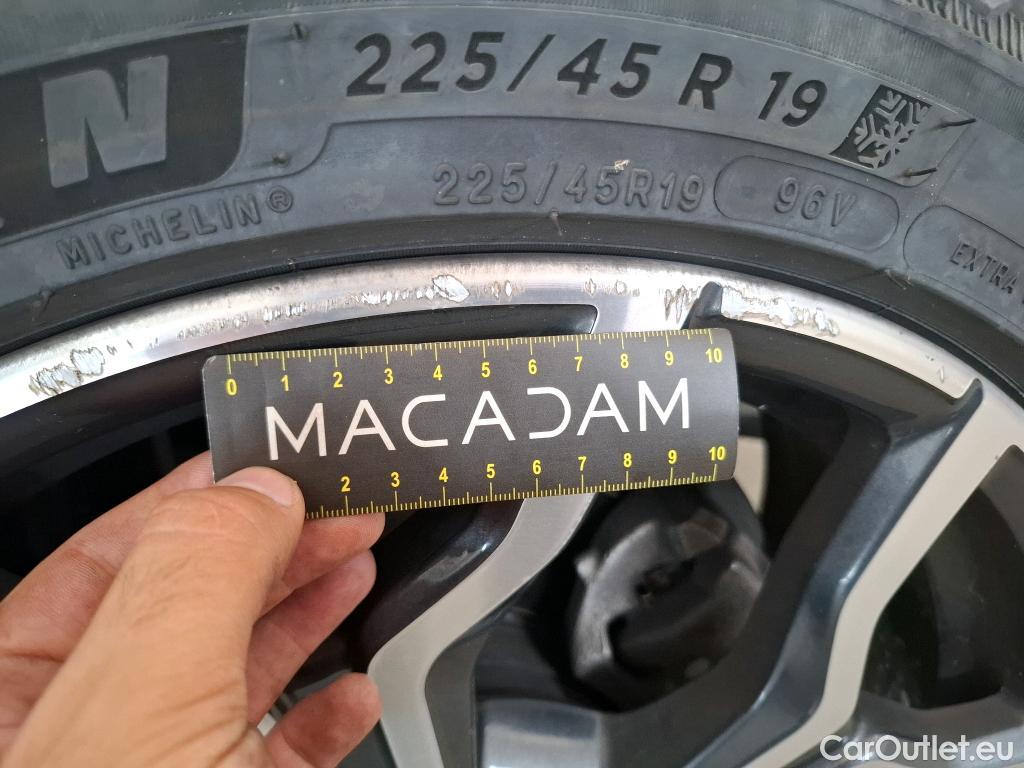 225/45 R 19
N
MICHELIN®
225/45R19
96V
EXTRA
0 1 2 3 4 5 6 7 8 9 10
MACADAM
2 3 4 5 6 7 8 9 10
CarOutlet.eu